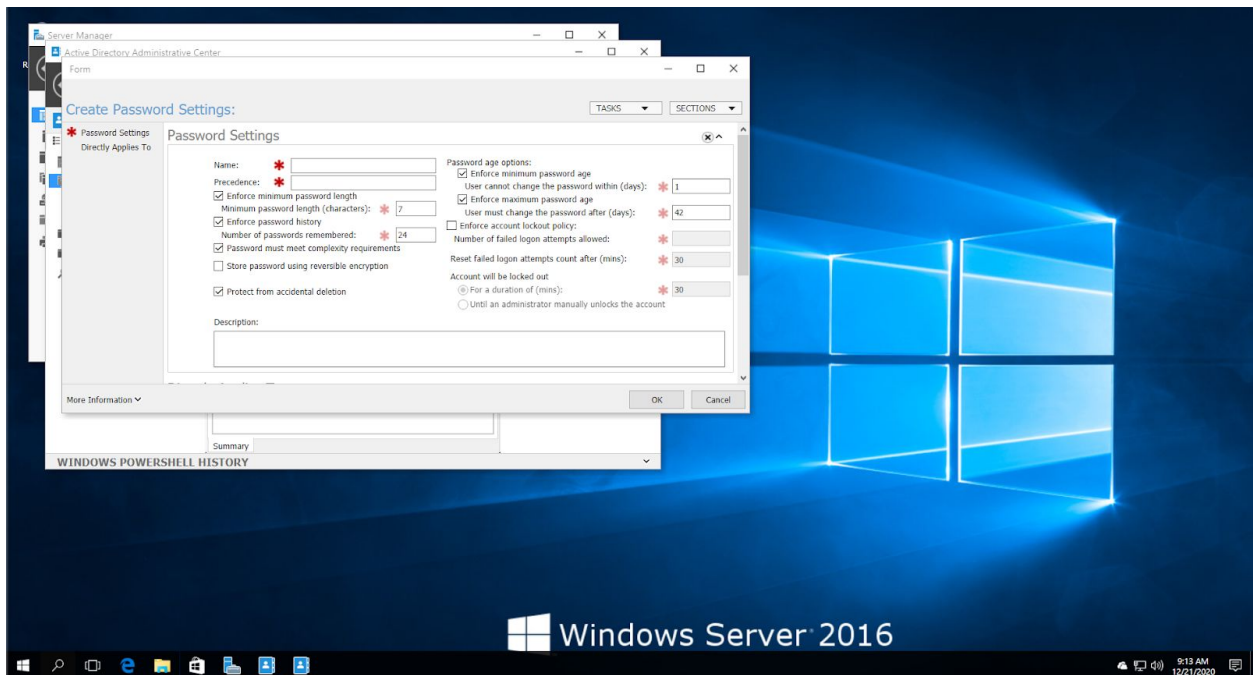 Server Manager
Active Directory Administrative Center
Form
Create Password Settings:
TASKS
SECTIONS
Password Settings
Directly Applies To
Password Settings
Name:
Precedence:
Enforce minimum password length
Minimum password length (characters): 7
Enforce password history
Number of passwords remembered: 24
Password must meet complexity requirements
Store password using reversible encryption
Protect from accidental deletion
Password age options:
Enforce minimum password age
User cannot change the password within (days): 1
Enforce maximum password age
User must change the password after (days): 42
Enforce account lockout policy:
Number of failed logon attempts allowed:
Reset failed logon attempts count after (mins): 30
Account will be locked out
For a duration of (mins): 30
Until an administrator manually unlocks the account
Description:
More Information
OK
Cancel
Summary
WINDOWS POWERSHELL HISTORY
Windows Server 2016
9:13 AM
12/21/2020